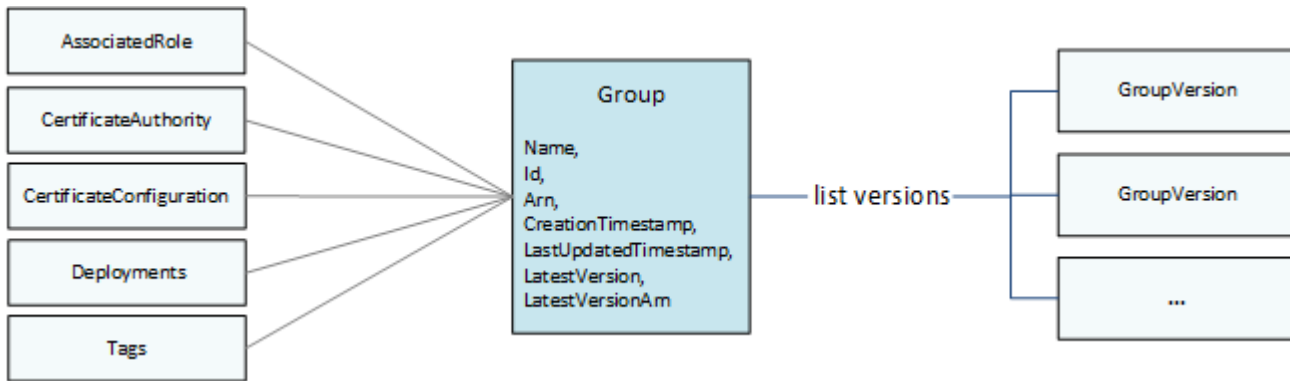 AssociatedRole
CertificateAuthority
CertificateConfiguration
Deployments
Tags
Group
Name,
Id,
Arn,
CreationTimestamp,
LastUpdatedTimestamp,
LatestVersion,
LatestVersionArn
list versions
GroupVersion
GroupVersion
...